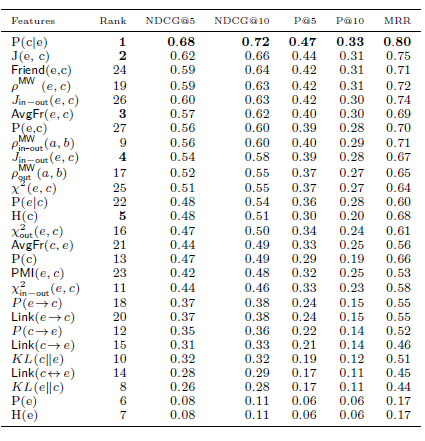 Features Rank NDCG@5 NDCG@10 P@5 P@10 MRR
P(c|e) 1 0.68 0.72 0.47 0.33 0.80
J(e, c) 2 0.62 0.66 0.44 0.31 0.75
Friend(e,c) 24 0.59 0.64 0.42 0.31 0.71
ρ^MW (e, c) 19 0.59 0.63 0.42 0.31 0.72
J_in−out(e, c) 26 0.60 0.63 0.42 0.30 0.74
AvgFr(e, c) 3 0.57 0.62 0.40 0.30 0.69
P(e,c) 27 0.56 0.60 0.39 0.28 0.70
ρ^MW_in-out(a, b) 9 0.56 0.60 0.40 0.29 0.71
J_in−out(e, c) 4 0.54 0.58 0.39 0.28 0.67
ρ^MW_out(a, b) 17 0.52 0.55 0.37 0.27 0.65
χ²(e, c) 25 0.51 0.55 0.37 0.27 0.64
P(e|c) 22 0.48 0.54 0.36 0.28 0.60
H(c) 5 0.48 0.51 0.30 0.20 0.68
χ²_out(e, c) 16 0.47 0.50 0.34 0.24 0.61
AvgFr(c, e) 21 0.44 0.49 0.33 0.25 0.56
P(c) 13 0.47 0.49 0.29 0.19 0.66
PMI(e, c) 23 0.42 0.48 0.32 0.25 0.53
χ²_in−out(e, c) 11 0.44 0.46 0.33 0.23 0.58
P(e→c) 18 0.37 0.38 0.24 0.15 0.55
Link(e→c) 20 0.37 0.38 0.24 0.15 0.55
P(c→e) 12 0.35 0.36 0.22 0.14 0.52
Link(c→e) 15 0.31 0.33 0.21 0.14 0.46
KL(c‖e) 10 0.32 0.32 0.19 0.12 0.51
Link(c↔e) 14 0.28 0.29 0.17 0.11 0.45
KL(e‖c) 8 0.26 0.28 0.17 0.11 0.44
P(e) 6 0.08 0.11 0.06 0.06 0.17
H(e) 7 0.08 0.11 0.06 0.06 0.17